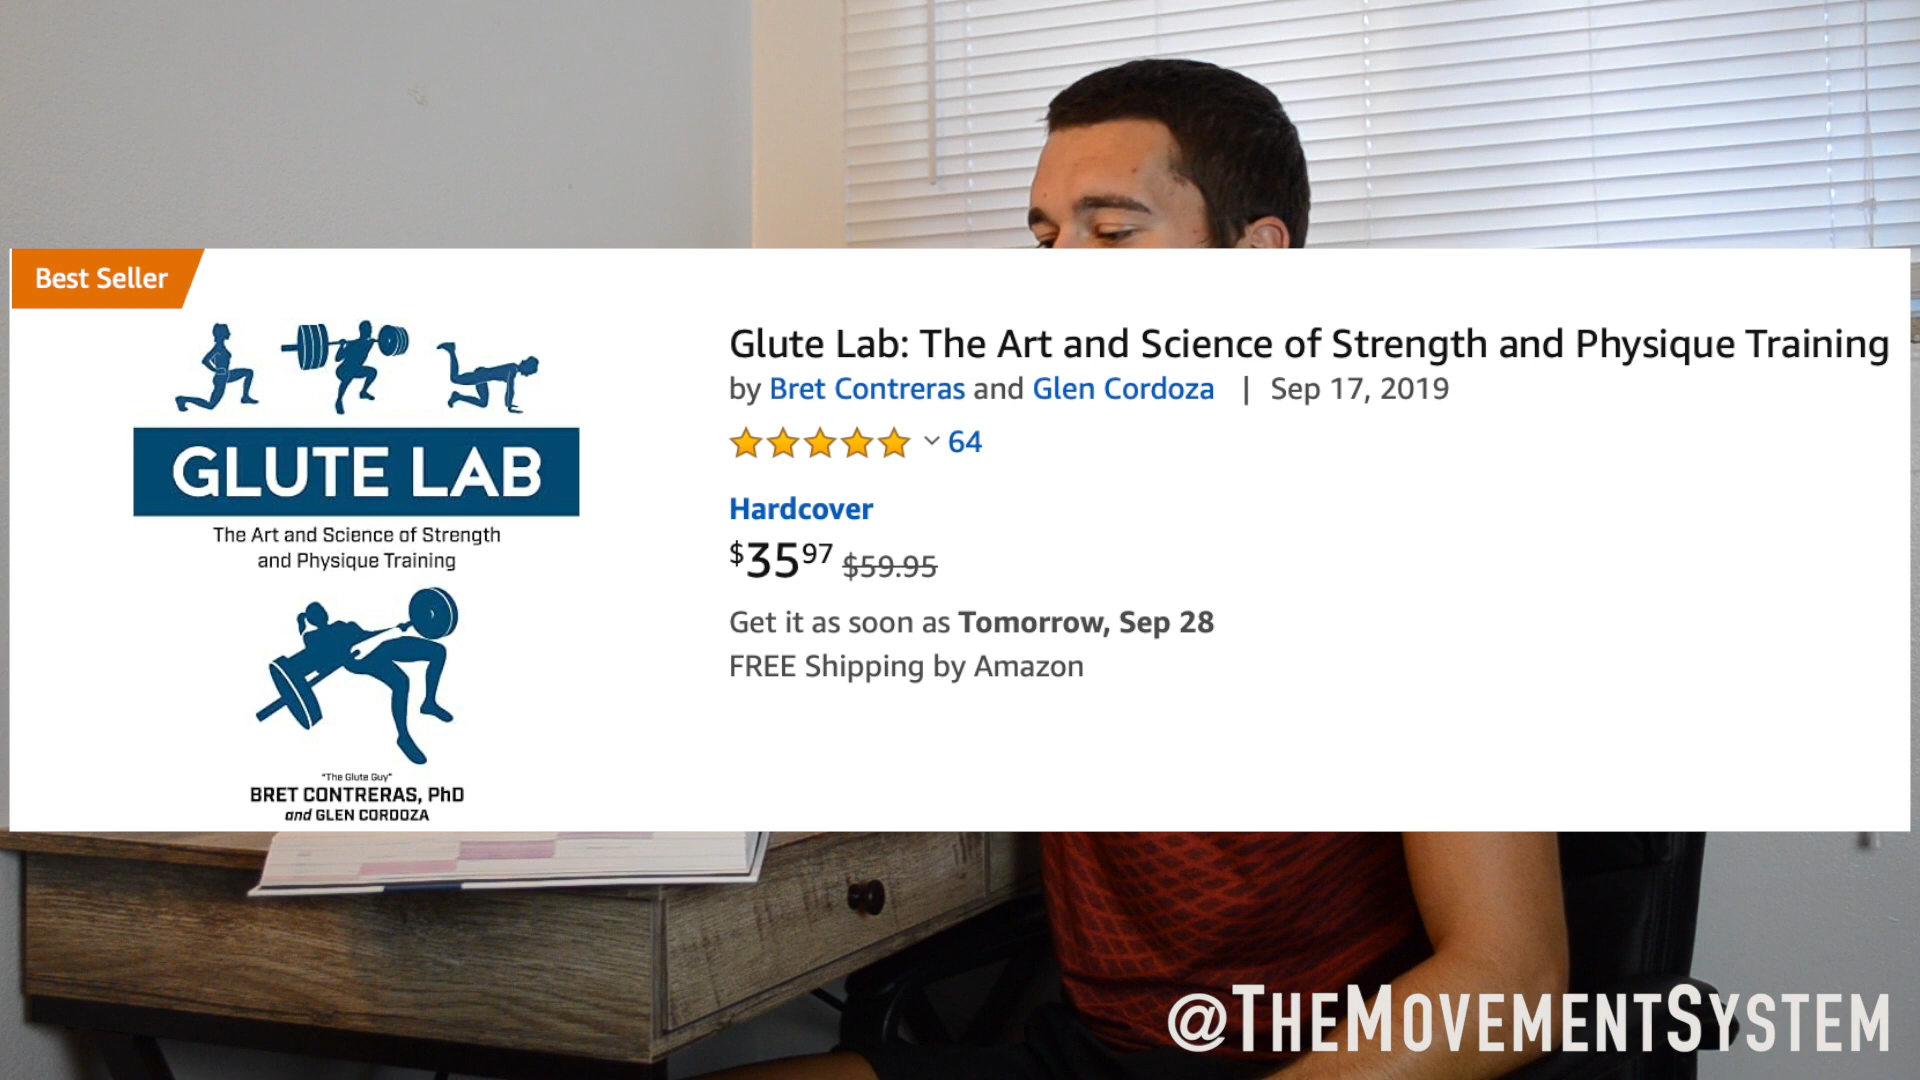 Best Seller
GLUTE LAB
The Art and Science of Strength
and Physique Training
"The Glute Guy"
BRET CONTRERAS, PhD
and GLEN CORDOZA
Glute Lab: The Art and Science of Strength and Physique Training
by Bret Contreras and Glen Cordoza | Sep 17, 2019
64
Hardcover
$35 97 $59.95
Get it as soon as Tomorrow, Sep 28
FREE Shipping by Amazon
@THEMOVEMENTSYSTEM